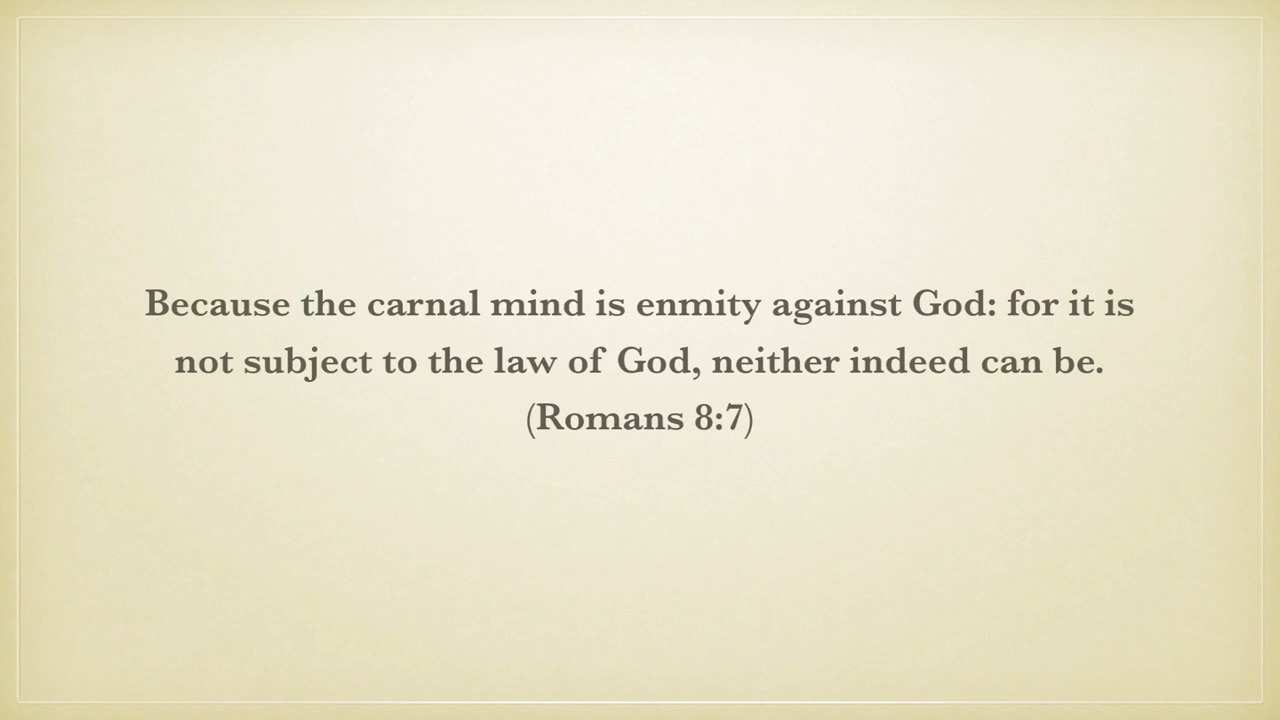 Because the carnal mind is enmity against God: for it is
not subject to the law of God, neither indeed can be.
(Romans 8:7)